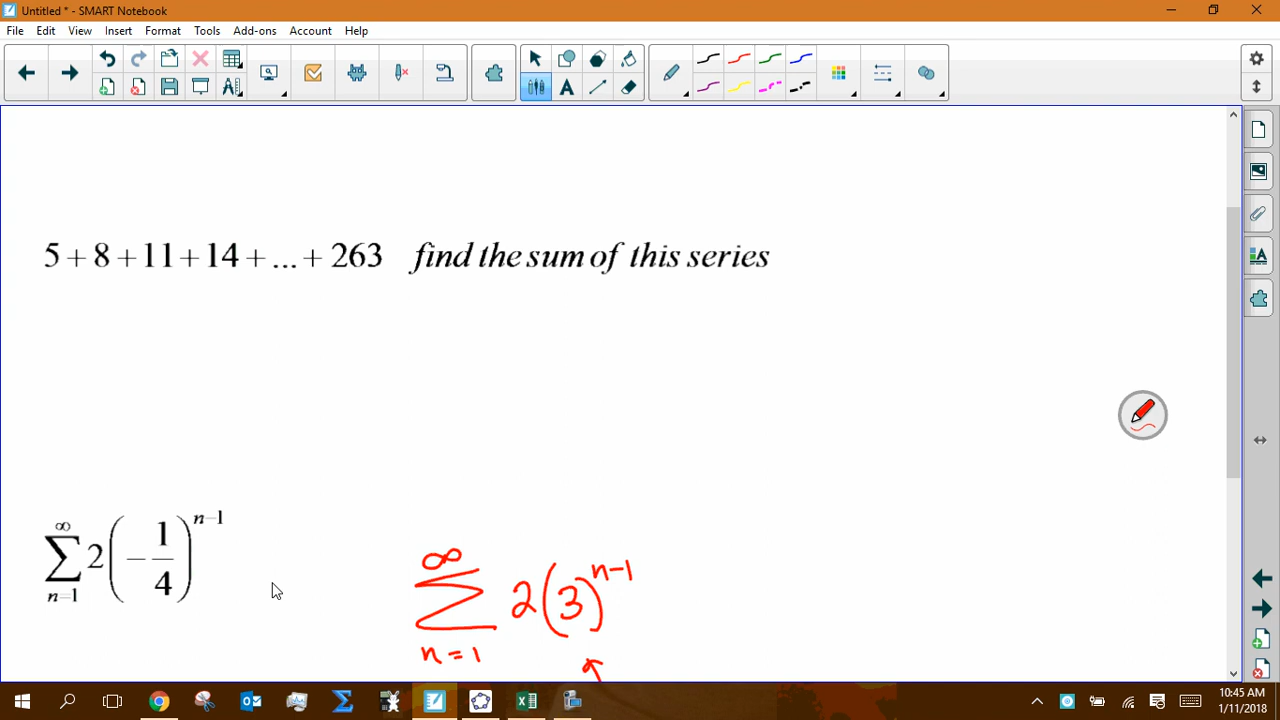 Untitled * - SMART Notebook
File Edit View Insert Format Tools Add-ons Account Help
5 + 8 + 11 + 14 + ... + 263 find the sum of this series
∞
∑ 2(−1/4)^(n−1)
n=1
∞
∑ 2(3)^(n−1)
n = 1
10:45 AM
1/11/2018